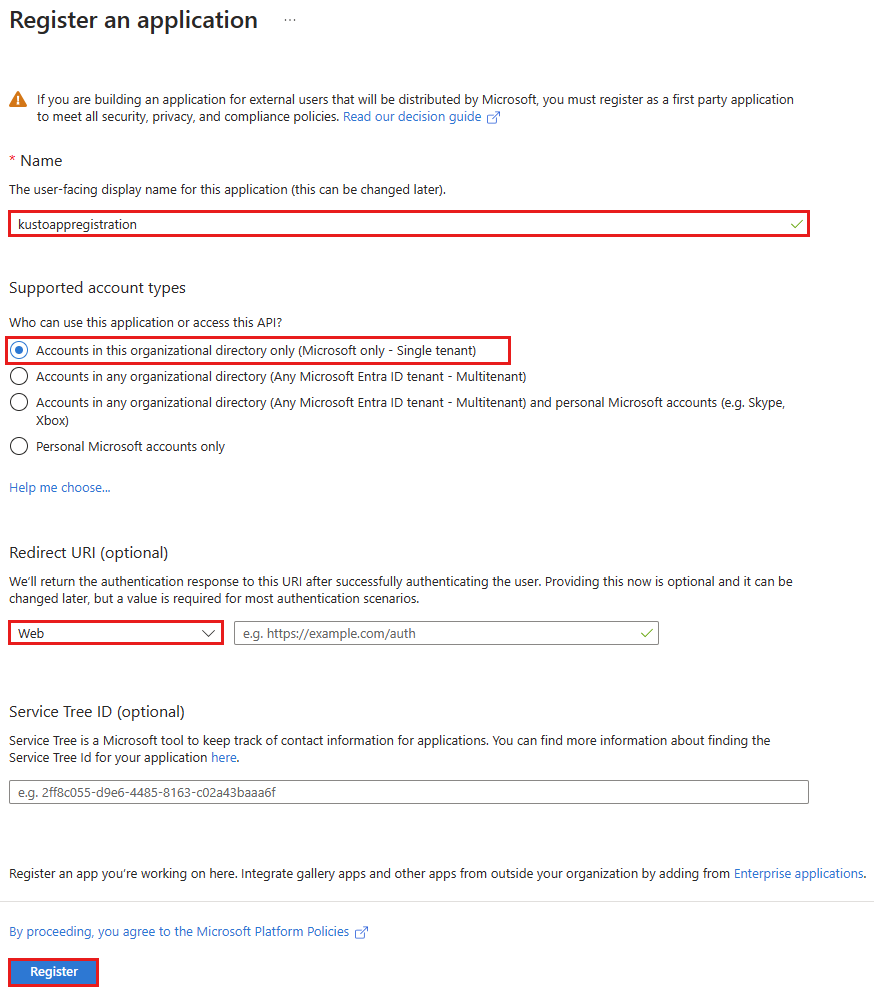 Register an application ...
If you are building an application for external users that will be distributed by Microsoft, you must register as a first party application
to meet all security, privacy, and compliance policies. Read our decision guide
* Name
The user-facing display name for this application (this can be changed later).
kustoappregistration
Supported account types
Who can use this application or access this API?
Accounts in this organizational directory only (Microsoft only - Single tenant)
Accounts in any organizational directory (Any Microsoft Entra ID tenant - Multitenant)
Accounts in any organizational directory (Any Microsoft Entra ID tenant - Multitenant) and personal Microsoft accounts (e.g. Skype,
Xbox)
Personal Microsoft accounts only
Help me choose...
Redirect URI (optional)
We'll return the authentication response to this URI after successfully authenticating the user. Providing this now is optional and it can be
changed later, but a value is required for most authentication scenarios.
Web e.g. https://example.com/auth
Service Tree ID (optional)
Service Tree is a Microsoft tool to keep track of contact information for applications. You can find more information about finding the
Service Tree Id for your application here.
e.g. 2ff8c055-d9e6-4485-8163-c02a43baaa6f
Register an app you're working on here. Integrate gallery apps and other apps from outside your organization by adding from Enterprise applications.
By proceeding, you agree to the Microsoft Platform Policies
Register